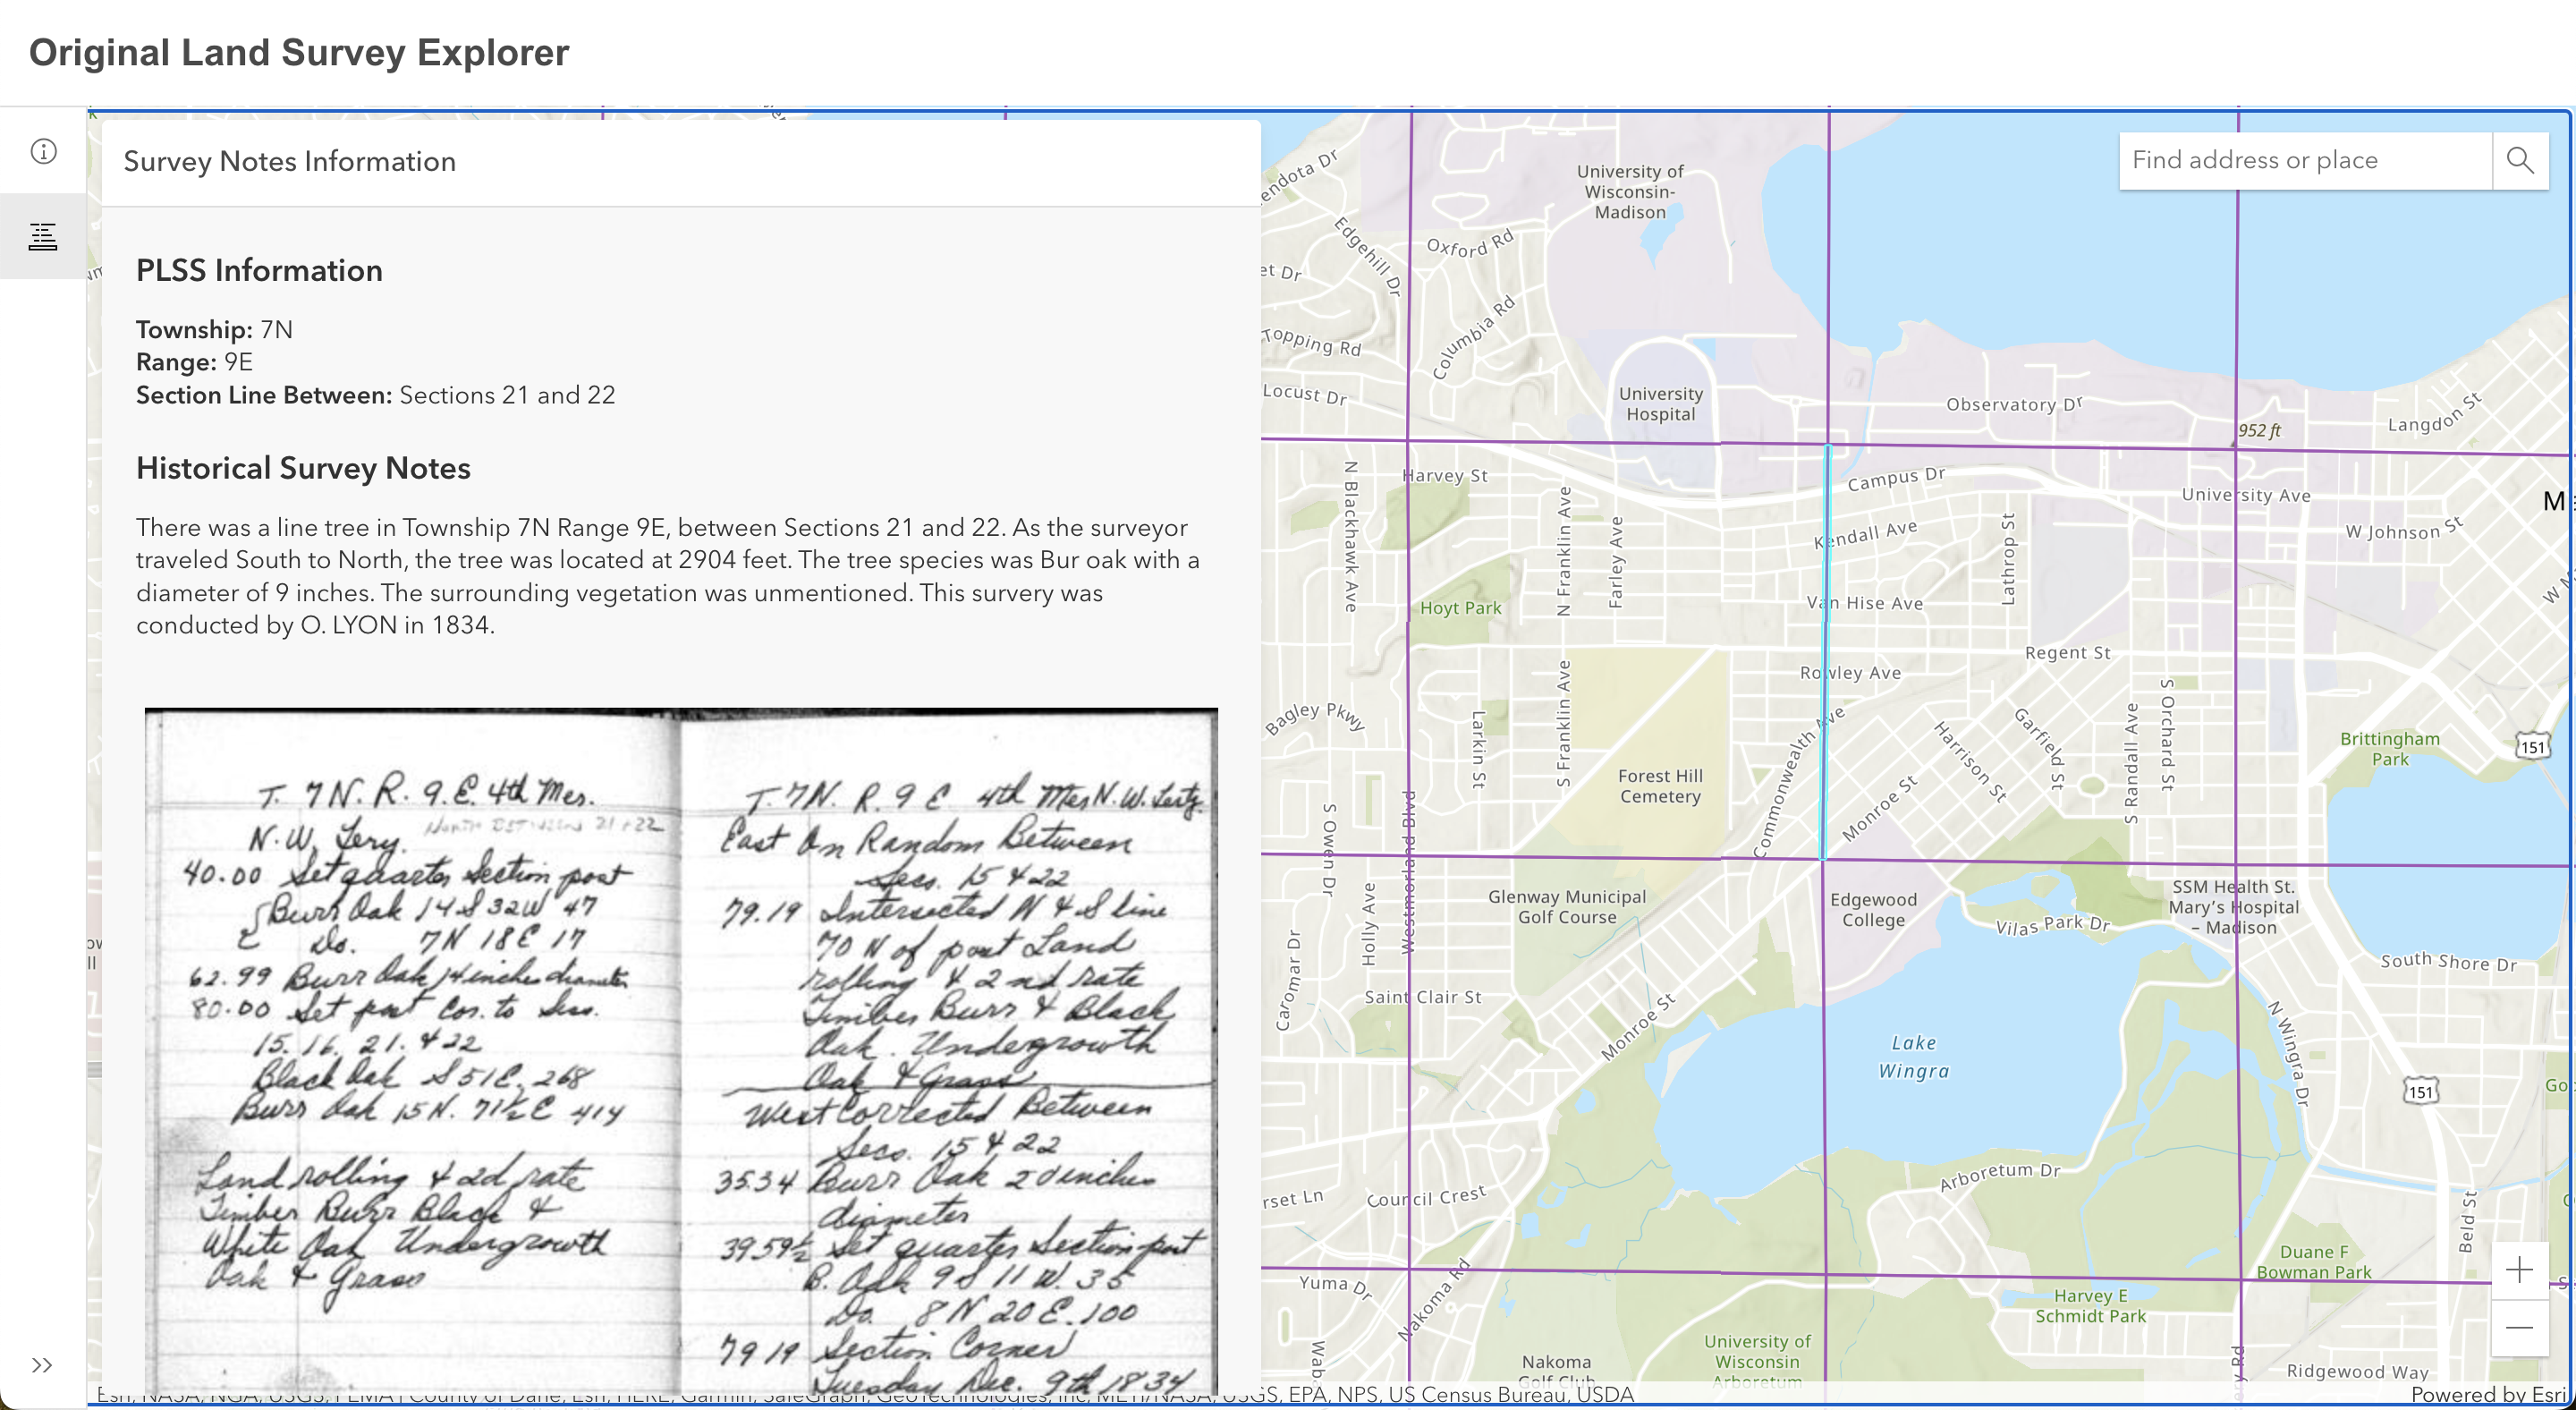 Original Land Survey Explorer
Survey Notes Information
PLSS Information
Township: 7N
Range: 9E
Section Line Between: Sections 21 and 22
Historical Survey Notes
There was a line tree in Township 7N Range 9E, between Sections 21 and 22. As the surveyor
traveled South to North, the tree was located at 2904 feet. The tree species was Bur oak with a
diameter of 9 inches. The surrounding vegetation was unmentioned. This survery was
conducted by O. LYON in 1834.
T. 7 N. R. 9. E. 4th Mer.
North Between 21 & 22
N.W. Tery.
40.00 Set quarter Section post
Burr Oak 14 S 32 W 47
Do. 7 N 18 E 17
62.99 Burr Oak 14 inches diameter
80.00 Set post Cor. to Secs.
15. 16. 21. & 22
Black Oak S 51 E. 268
Burr Oak 15 N. 71½ E 414
Land rolling & 2d rate
Timber Burr Black &
White Oak Undergrowth
Oak & Grass
T. 7 N. R. 9 E 4th Mer N.W. Terty.
East On Random Between
Secs. 15 & 22
79.19 Intersected N & S line
70 N of post Land
rolling & 2nd rate
Timber Burr & Black
Oak. Undergrowth
Oak & Grass
West Corrected Between
Secs. 15 & 22
35.34 Burr Oak 20 inches
diameter
39.59½ Set quarter Section post
B. Oak 9 S 11 W. 35
Do. 8 N 20 E. 100
79 19 Section Corner
Tuesday Dec. 9th 1834
Find address or place
University of
Wisconsin-
Madison
Edgehill Dr
Oxford Rd
Columbia Rd
Topping Rd
Locust Dr
University
Hospital
Observatory Dr
952 ft
Langdon St
Harvey St
N Blackhawk Ave
N Franklin Ave
Farley Ave
Campus Dr
University Ave
Kendall Ave
W Johnson St
Lathrop St
Hoyt Park
Van Hise Ave
Regent St
Rowley Ave
Bagley Pkwy
Larkin St
S Franklin Ave
Forest Hill
Cemetery
Commonwealth Ave
Monroe St
Harrison St
Garfield St
S Randall Ave
S Orchard St
Brittingham
Park
151
S Owen Dr
Westmorland Blvd
Holly Ave
Caromar Dr
Glenway Municipal
Golf Course
Edgewood
College
SSM Health St.
Mary's Hospital
– Madison
Vilas Park Dr
South Shore Dr
Saint Clair St
Monroe St
Lake
Wingra
N Wingra Dr
151
Arboretum Dr
Council Crest
Beld St
Yuma Dr
Nakoma Rd
Duane F
Bowman Park
Harvey E
Schmidt Park
University of
Wisconsin
Arboretum
Nakoma
Golf Club
Ridgewood Way
Esri, NASA, NGA, USGS, FEMA | County of Dane, Esri, HERE, Garmin, SafeGraph, GeoTechnologies, Inc, METI/NASA, USGS, EPA, NPS, US Census Bureau, USDA
Powered by Esri